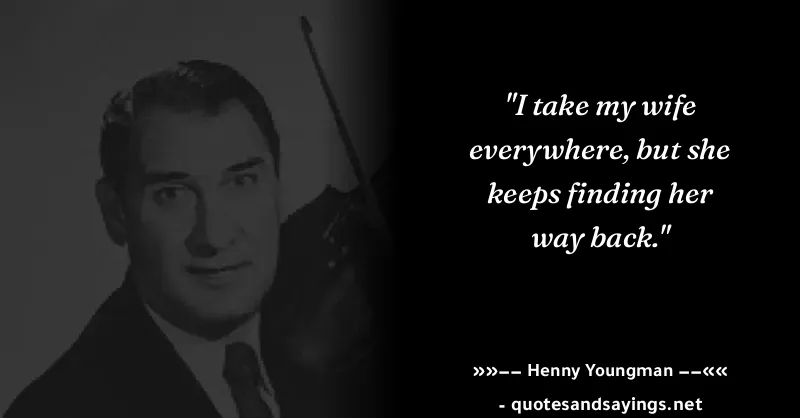 "I take my wife
everywhere, but she
keeps finding her
way back."
»»–– Henny Youngman ––««
- quotesandsayings.net